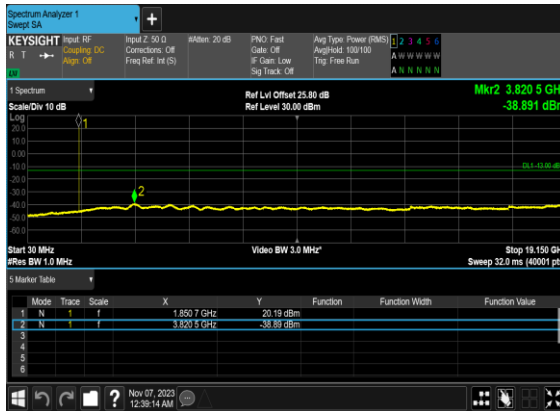 Spectrum Analyzer 1
Swept SA
KEYSIGHT
R T
Input: RF
Coupling: DC
Align: Off
Input Z: 50 Ω
Corrections: Off
Freq Ref: Int (S)
#Atten: 20 dB
PNO: Fast
Gate: Off
IF Gain: Low
Sig Track: Off
Avg Type: Power (RMS)
Avg|Hold: 100/100
Trig: Free Run
1 2 3 4 5 6
A W W W W W
A N N N N N
1 Spectrum
Scale/Div 10 dB
Ref Lvl Offset 25.80 dB
Ref Level 30.00 dBm
Mkr2 3.820 5 GH
-38.891 dBr
Log
20.0
10.0
0.00
-10.0
-20.0
-30.0
-40.0
-50.0
-60.0
1
2
DL1 -13.00 dB
Start 30 MHz
#Res BW 1.0 MHz
Video BW 3.0 MHz*
Stop 19.150 GH
Sweep 32.0 ms (40001 pt
5 Marker Table
Mode Trace Scale X Y Function Function Width Function Value
1 N 1 f 1.850 7 GHz 20.19 dBm
2 N 1 f 3.820 5 GHz -38.89 dBm
3
4
5
6
?
Nov 07, 2023
12:39:14 AM